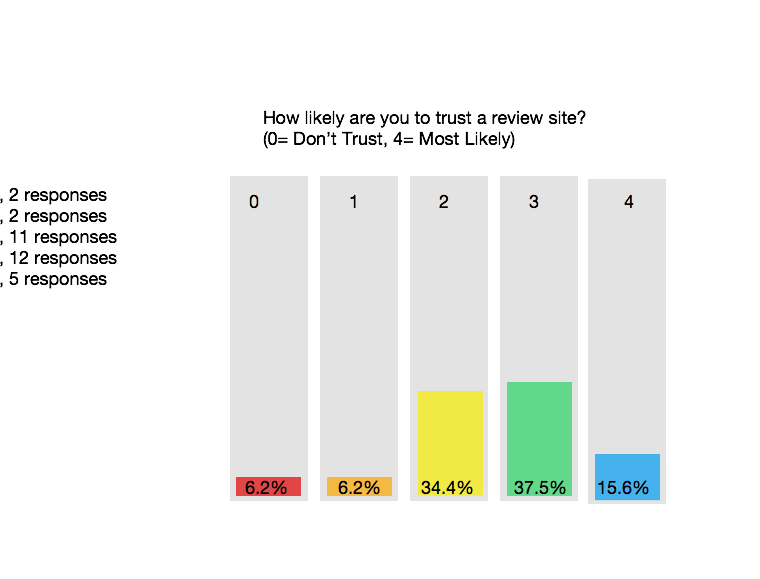 How likely are you to trust a review site?
(0= Don’t Trust, 4= Most Likely)
, 2 responses
, 2 responses
, 11 responses
, 12 responses
, 5 responses
0 1 2 3 4
6.2% 6.2% 34.4% 37.5% 15.6%